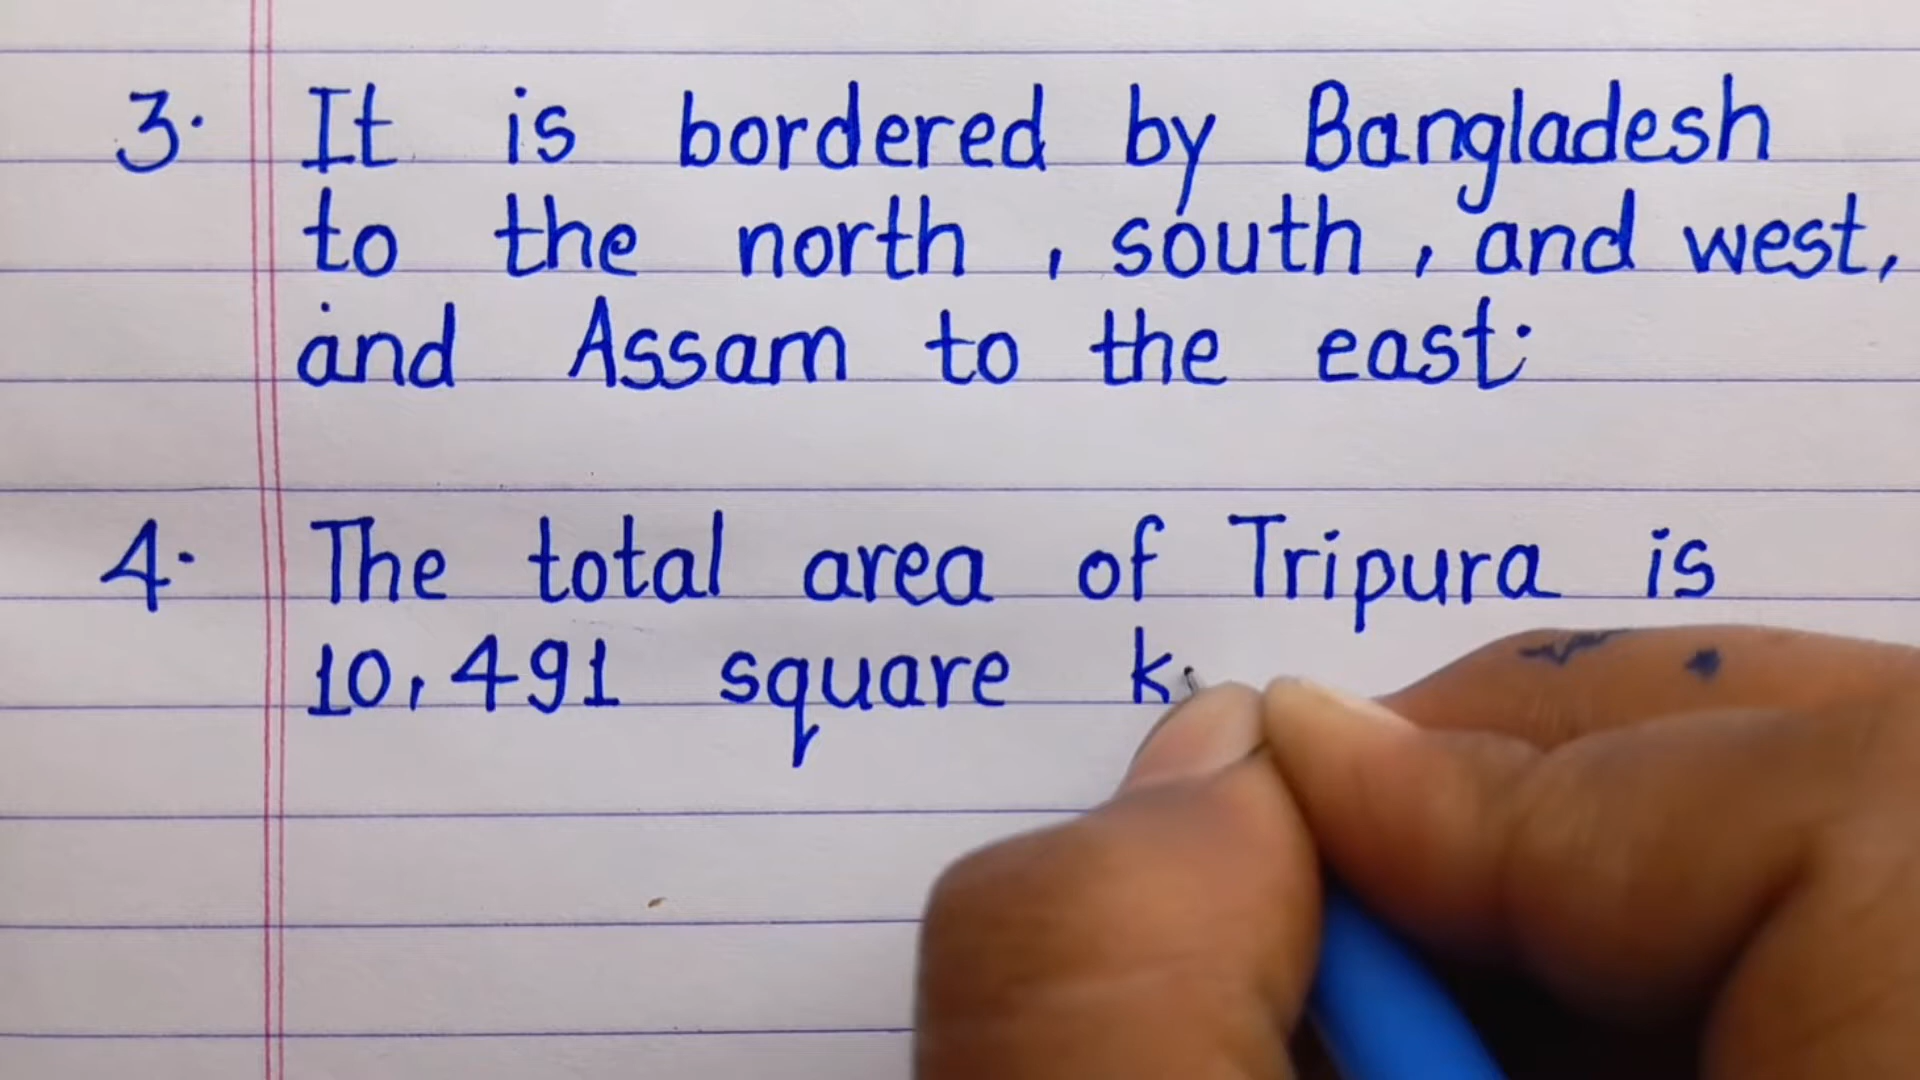 3. It is bordered by Bangladesh
to the north, south, and west,
and Assam to the east.
4. The total area of Tripura is
10,491 square k